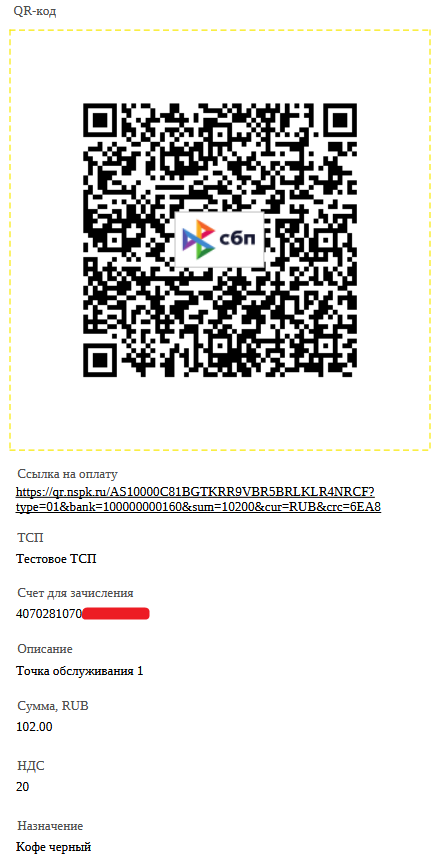 QR-код
сбп
Ссылка на оплату
https://qr.nspk.ru/AS10000C81BGTKRR9VBR5BRLKLR4NRCF?
type=01&bank=100000000160&sum=10200&cur=RUB&crc=6EA8
ТСП
Тестовое ТСП
Счет для зачисления
4070281070
Описание
Точка обслуживания 1
Сумма, RUB
102.00
НДС
20
Назначение
Кофе черный